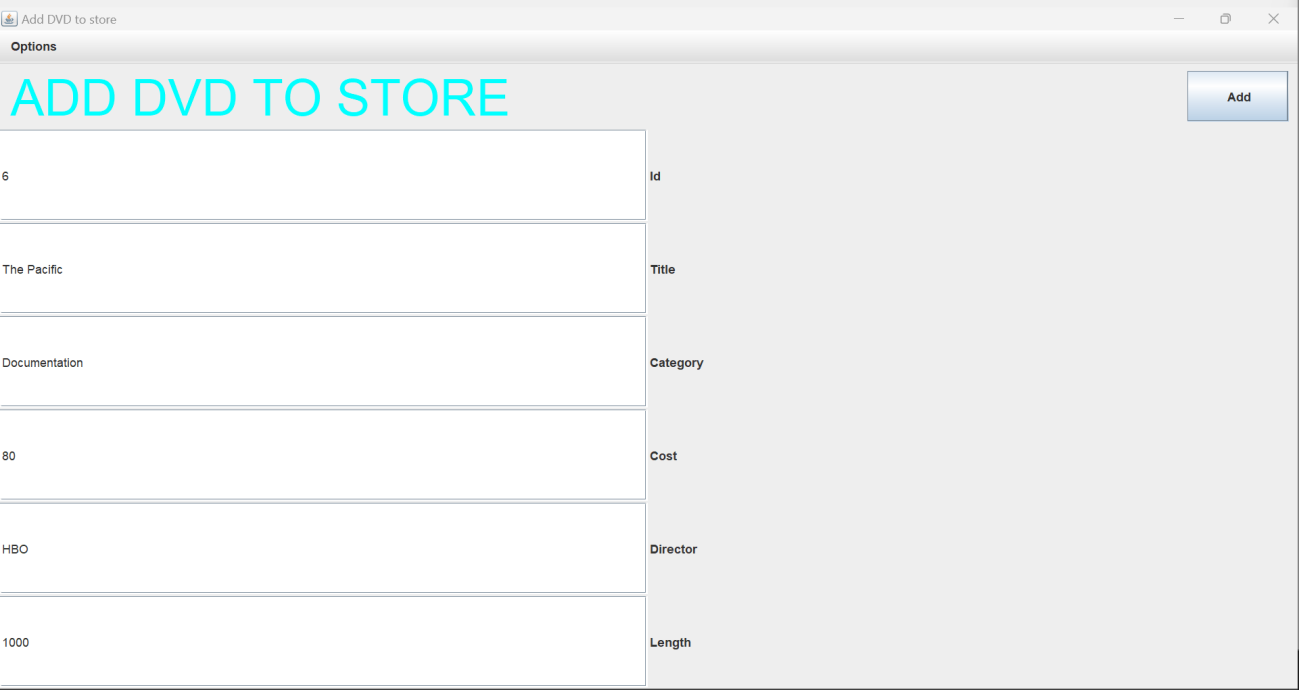 Add DVD to store
Options
ADD DVD TO STORE
Add
6 Id
The Pacific Title
Documentation Category
80 Cost
HBO Director
1000 Length